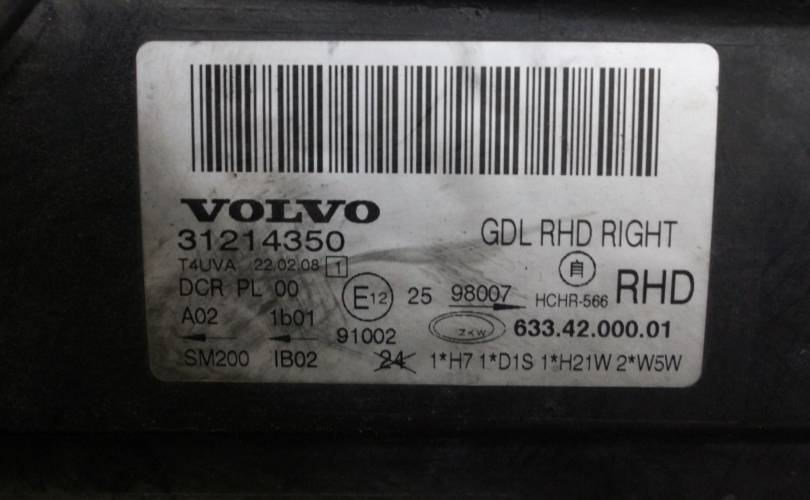 VOLVO
31214350
GDL RHD RIGHT
T4UVA 22.02.08 1
自
DCR PL 00
E12
25 98007
HCHR-566
RHD
A02 1b01
91002
ZKW
633.42.000.01
SM200 IB02
24
1*H7 1*D1S 1*H21W 2*W5W